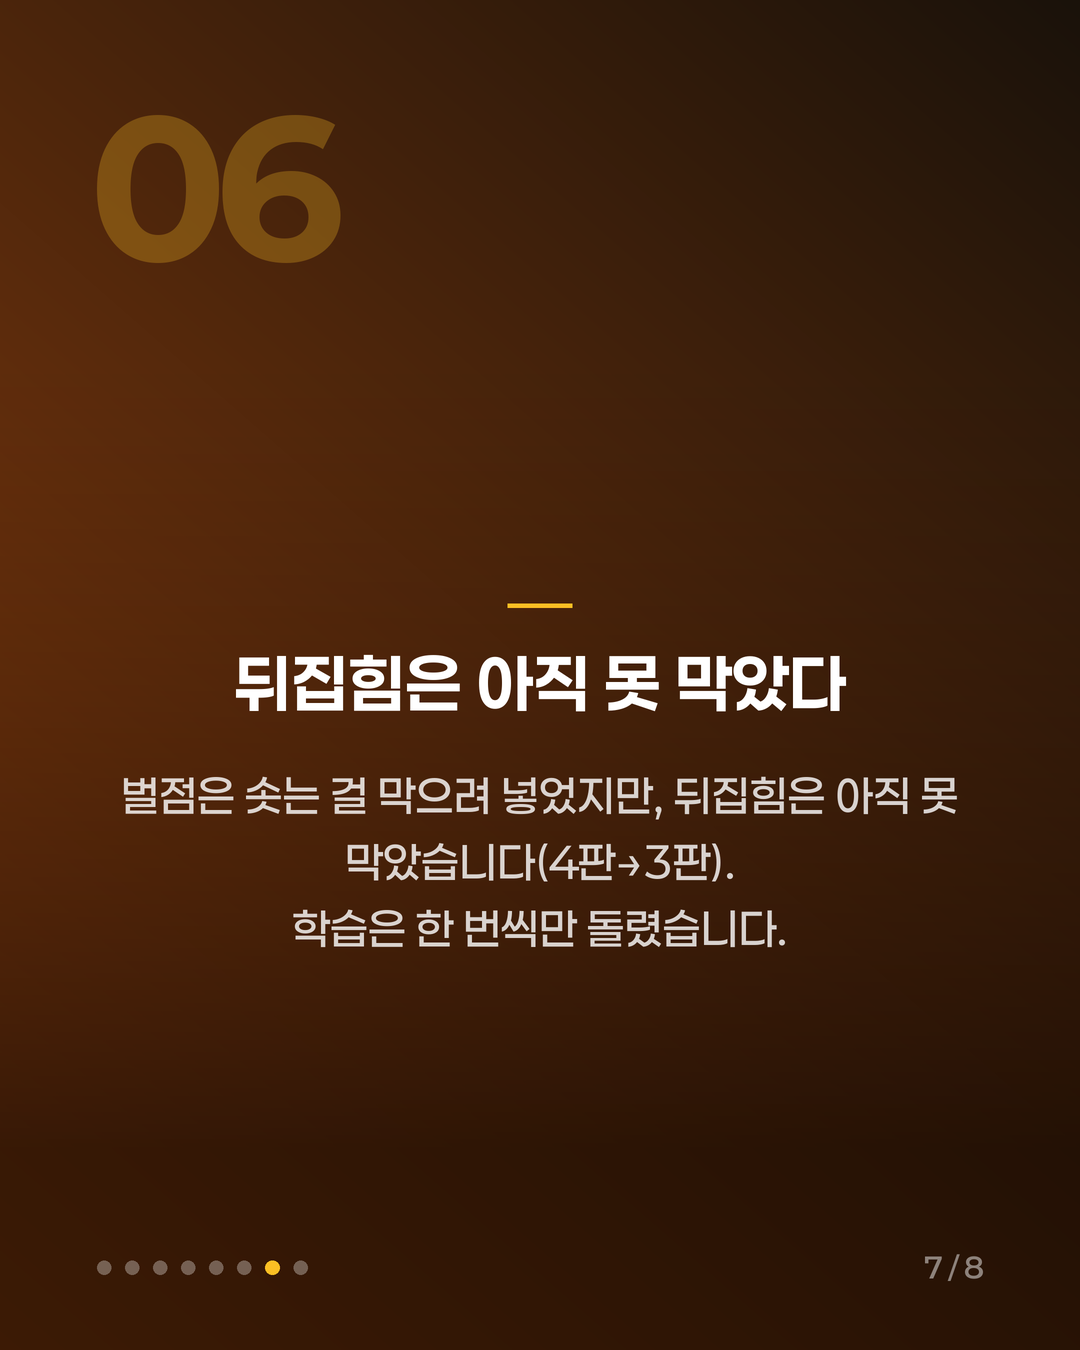 06
뒤집힘은 아직 못 막았다
벌점은 솟는 걸 막으려 넣었지만, 뒤집힘은 아직 못
막았습니다(4판→3판).
학습은 한 번씩만 돌렸습니다.
7/8